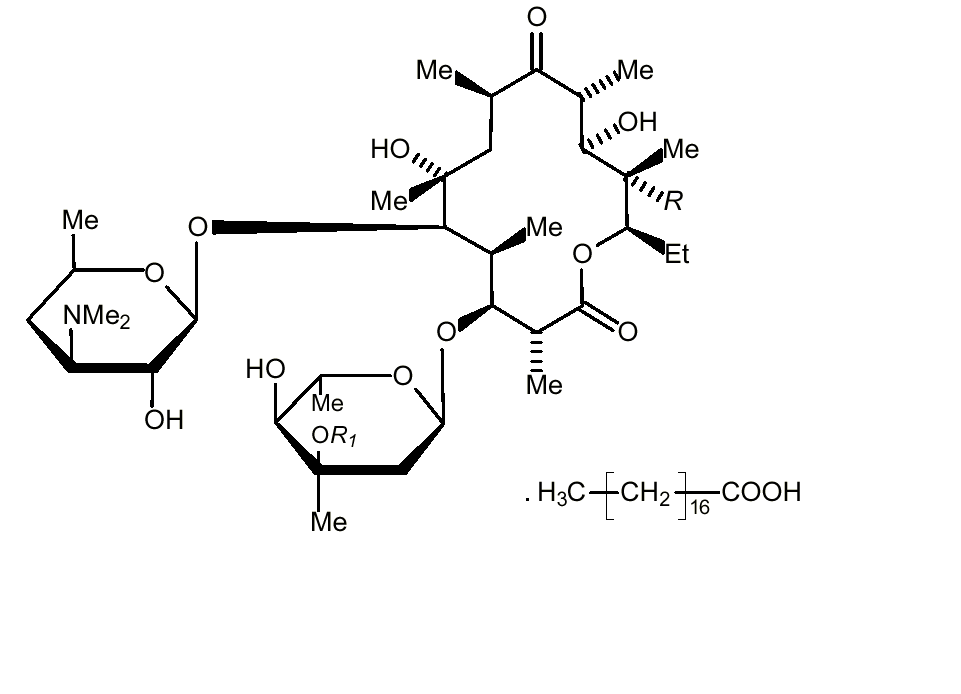 O
Me Me
OH
HO Me
Me R
Me O Me
O Et
O
NMe2
O O
HO O
OH Me Me
OR1
. H3C [ CH2 ]16 COOH
Me